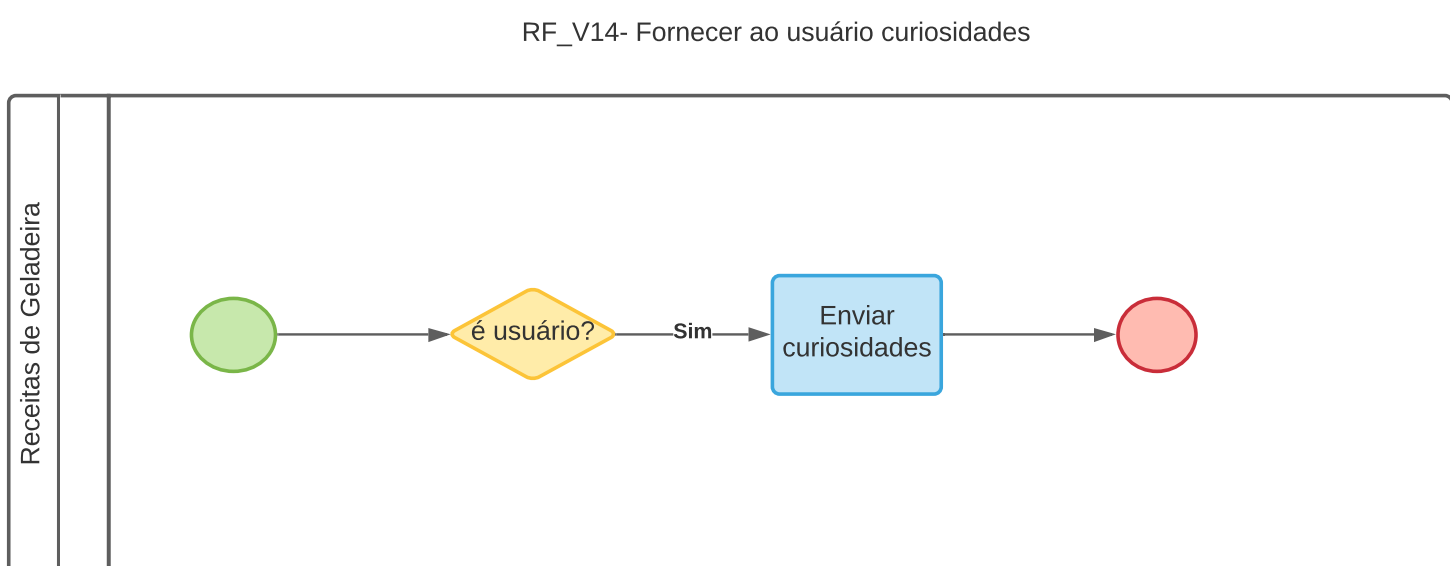 RF_V14- Fornecer ao usuário curiosidades
Receitas de Geladeira
é usuário?
Sim
Enviar
curiosidades